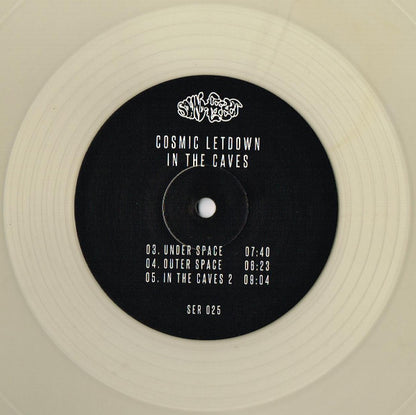 COSMIC LETDOWN
IN THE CAVES
03. UNDER SPACE 07:40
04. OUTER SPACE 08:23
05. IN THE CAVES 2 09:04
SER 025